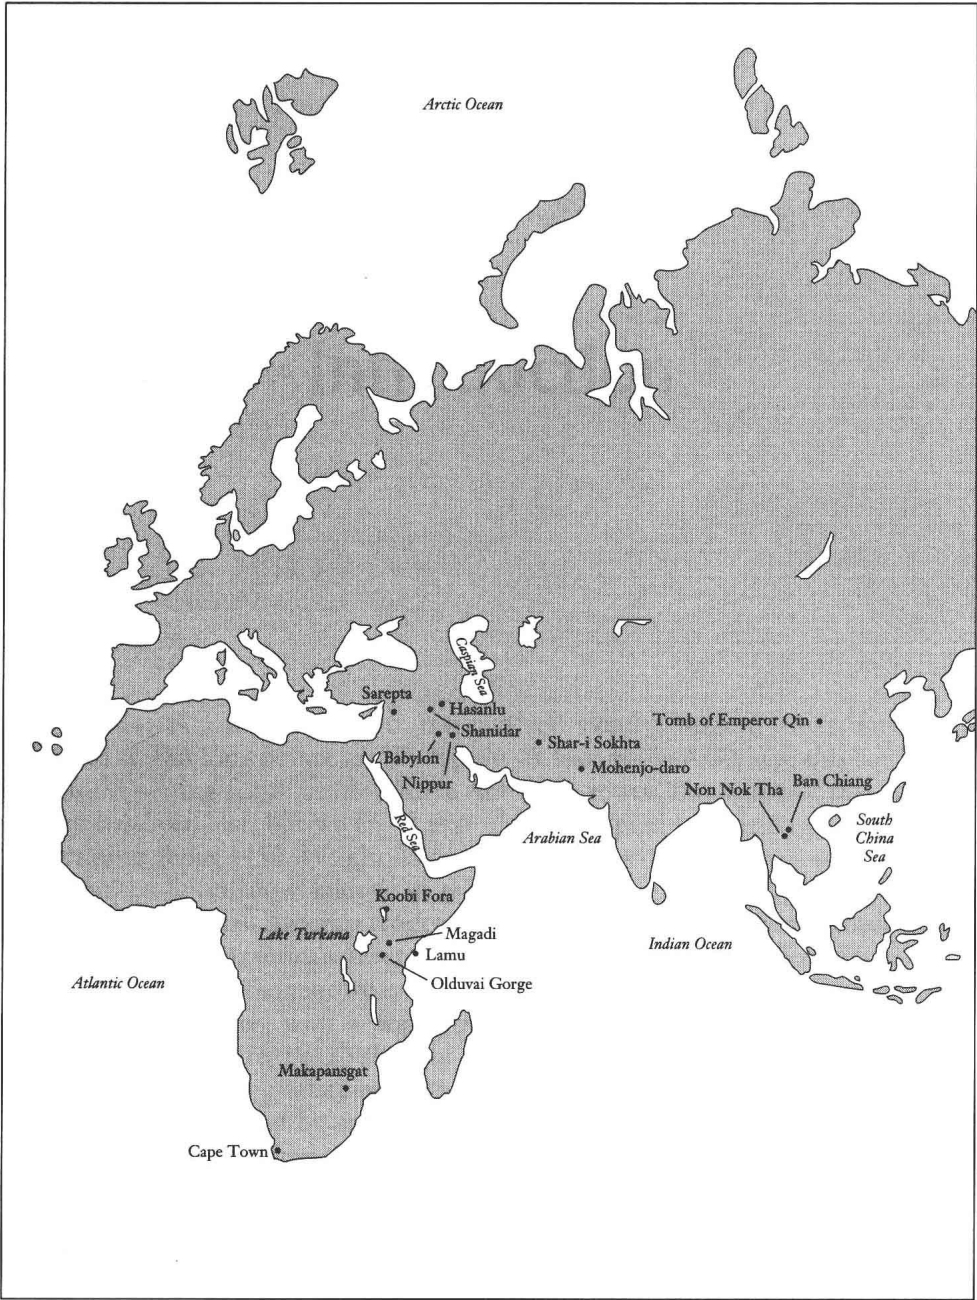 Arctic Ocean
Caspian Sea
Sarepta
Hasanlu
Shanidar
Babylon
Nippur
Shar-i Sokhta
Mohenjo-daro
Tomb of Emperor Qin
Non Nok Tha
Ban Chiang
South
China
Sea
Red Sea
Arabian Sea
Koobi Fora
Lake Turkana
Magadi
Lamu
Olduvai Gorge
Indian Ocean
Atlantic Ocean
Makapansgat
Cape Town